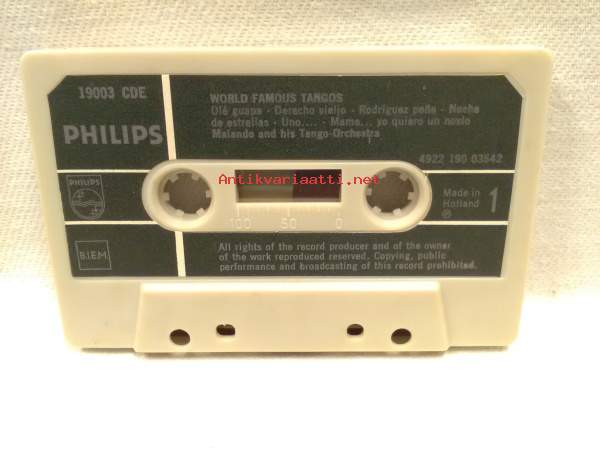 19003 CDE
PHILIPS
PHILIPS
B.I.E.M.
WORLD FAMOUS TANGOS
Olé guapa - Derecho viejo - Rodriguez peña - Noche
de estrellas - Uno.... - Mama... yo quiero un novio
Malando and his Tango-Orchestra
4922 190 03542
Antikvariaatti.net
100 50 0
Made in
Holland
℗
1
All rights of the record producer and of the owner
of the work reproduced reserved. Copying, public
performance and broadcasting of this record prohibited.